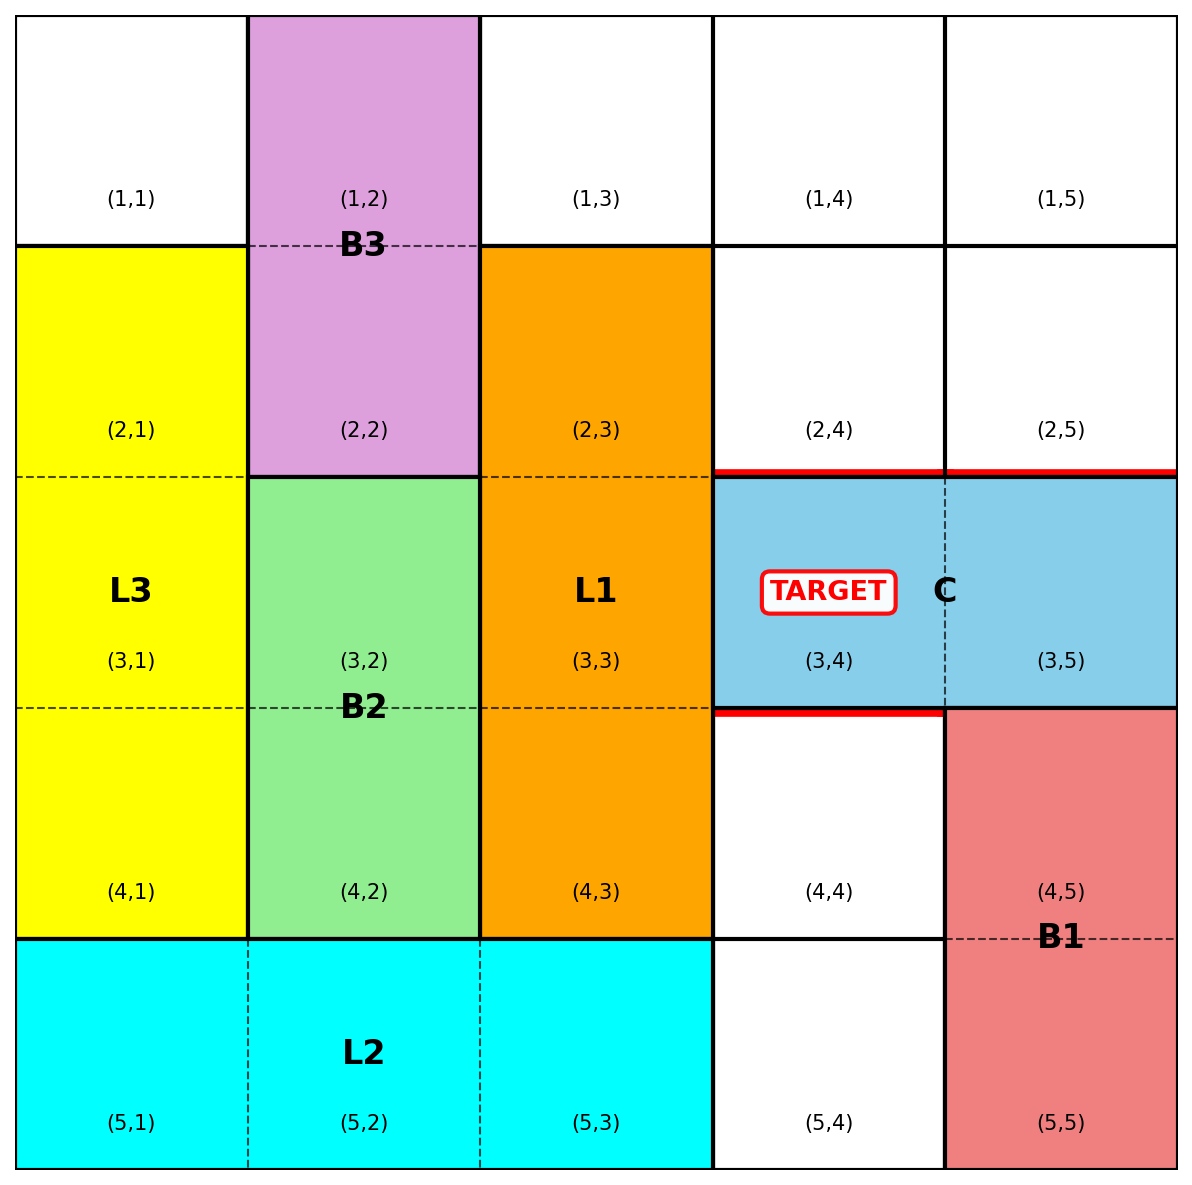 (1,1) (1,2) (1,3) (1,4) (1,5)
B3
(2,1) (2,2) (2,3) (2,4) (2,5)
L3 L1 TARGET C
(3,1) (3,2) (3,3) (3,4) (3,5)
B2
(4,1) (4,2) (4,3) (4,4) (4,5)
B1
L2
(5,1) (5,2) (5,3) (5,4) (5,5)